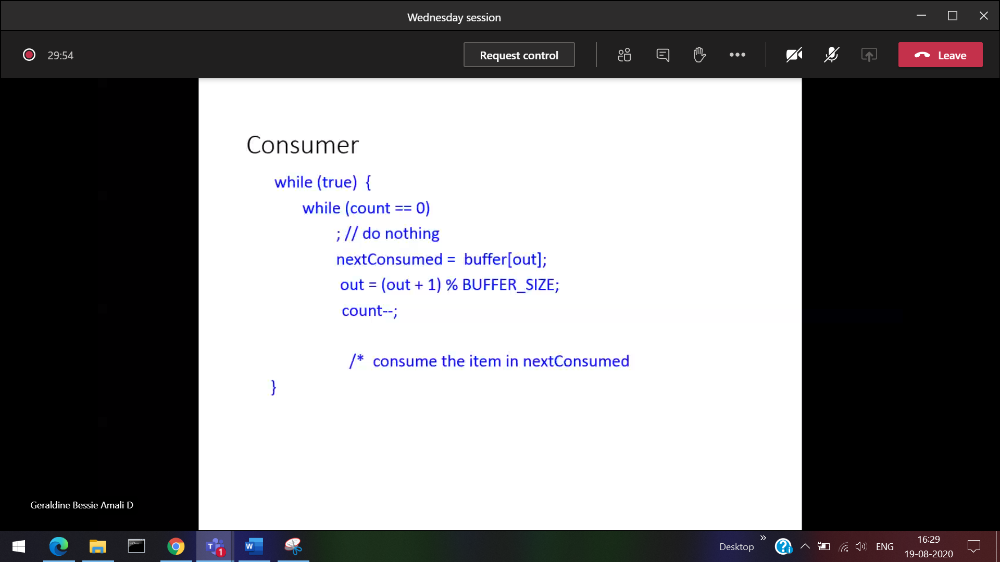 Wednesday session
29:54
Request control
Leave
Consumer
while (true) {
while (count == 0)
; // do nothing
nextConsumed = buffer[out];
out = (out + 1) % BUFFER_SIZE;
count--;
/* consume the item in nextConsumed
}
Geraldine Bessie Amali D
Desktop
ENG
16:29
19-08-2020